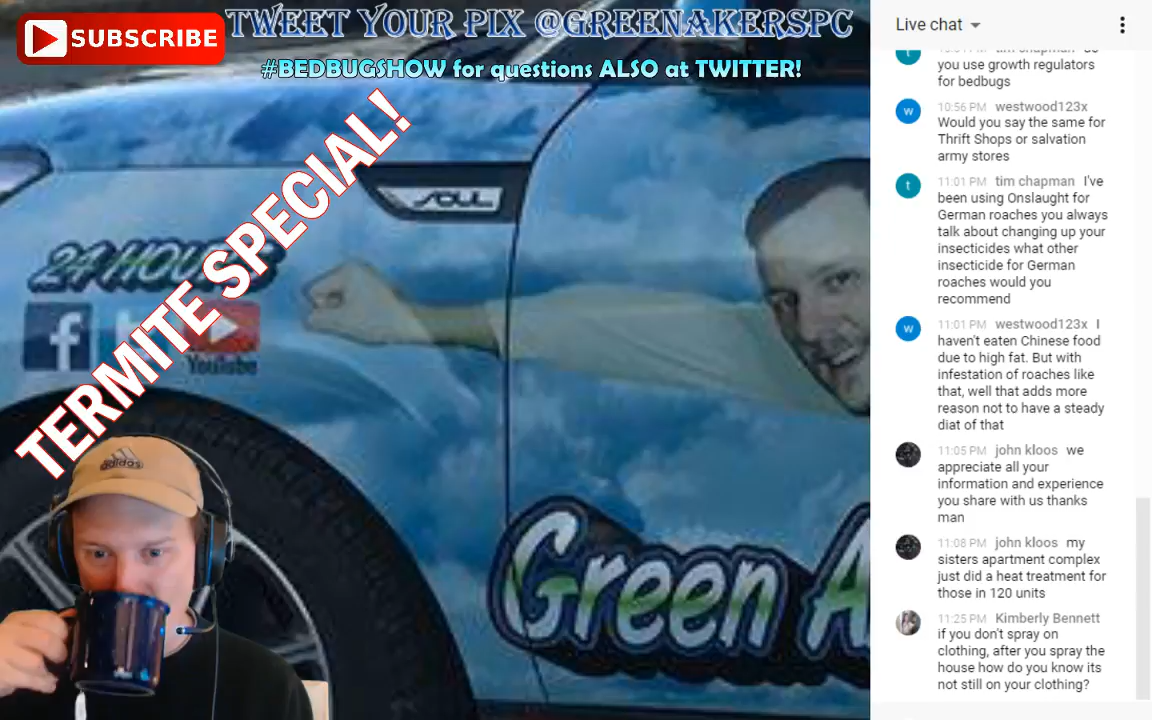 SUBSCRIBE
TWEET YOUR PIX @GREENAKERSPC
#BEDBUGSHOW for questions ALSO at TWITTER!
TERMITE SPECIAL!
SOUL
24 HOURS
f
Youtube
adidas
Green A
Live chat
tim chapman
you use growth regulators
for bedbugs
10:56 PM westwood123x
Would you say the same for
Thrift Shops or salvation
army stores
11:01 PM tim chapman I've
been using Onslaught for
German roaches you always
talk about changing up your
insecticides what other
insecticide for German
roaches would you
recommend
11:01 PM westwood123x I
haven't eaten Chinese food
due to high fat. But with
infestation of roaches like
that, well that adds more
reason not to have a steady
diat of that
11:05 PM john kloos we
appreciate all your
information and experience
you share with us thanks
man
11:08 PM john kloos my
sisters apartment complex
just did a heat treatment for
those in 120 units
11:25 PM Kimberly Bennett
if you don't spray on
clothing, after you spray the
house how do you know its
not still on your clothing?